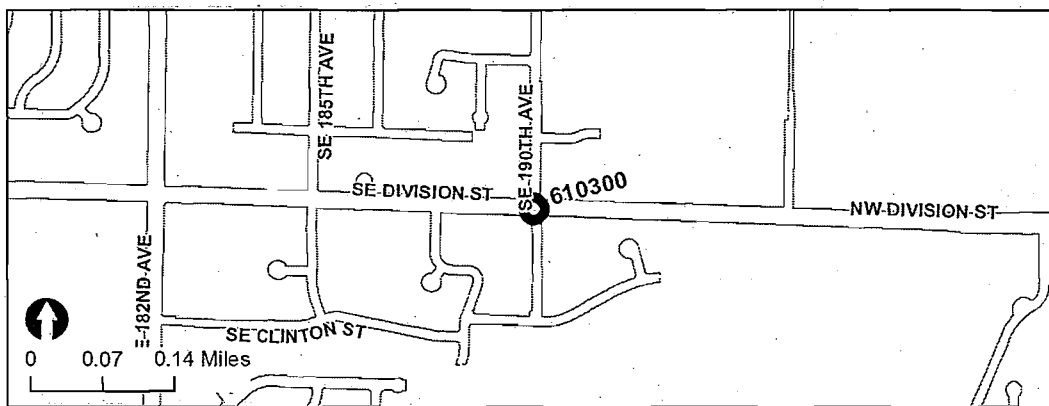 SE 185TH AVE
SE 190TH AVE
610300
SE DIVISION ST
NW DIVISION ST
E 182ND AVE
SE CLINTON ST
0 0.07 0.14 Miles